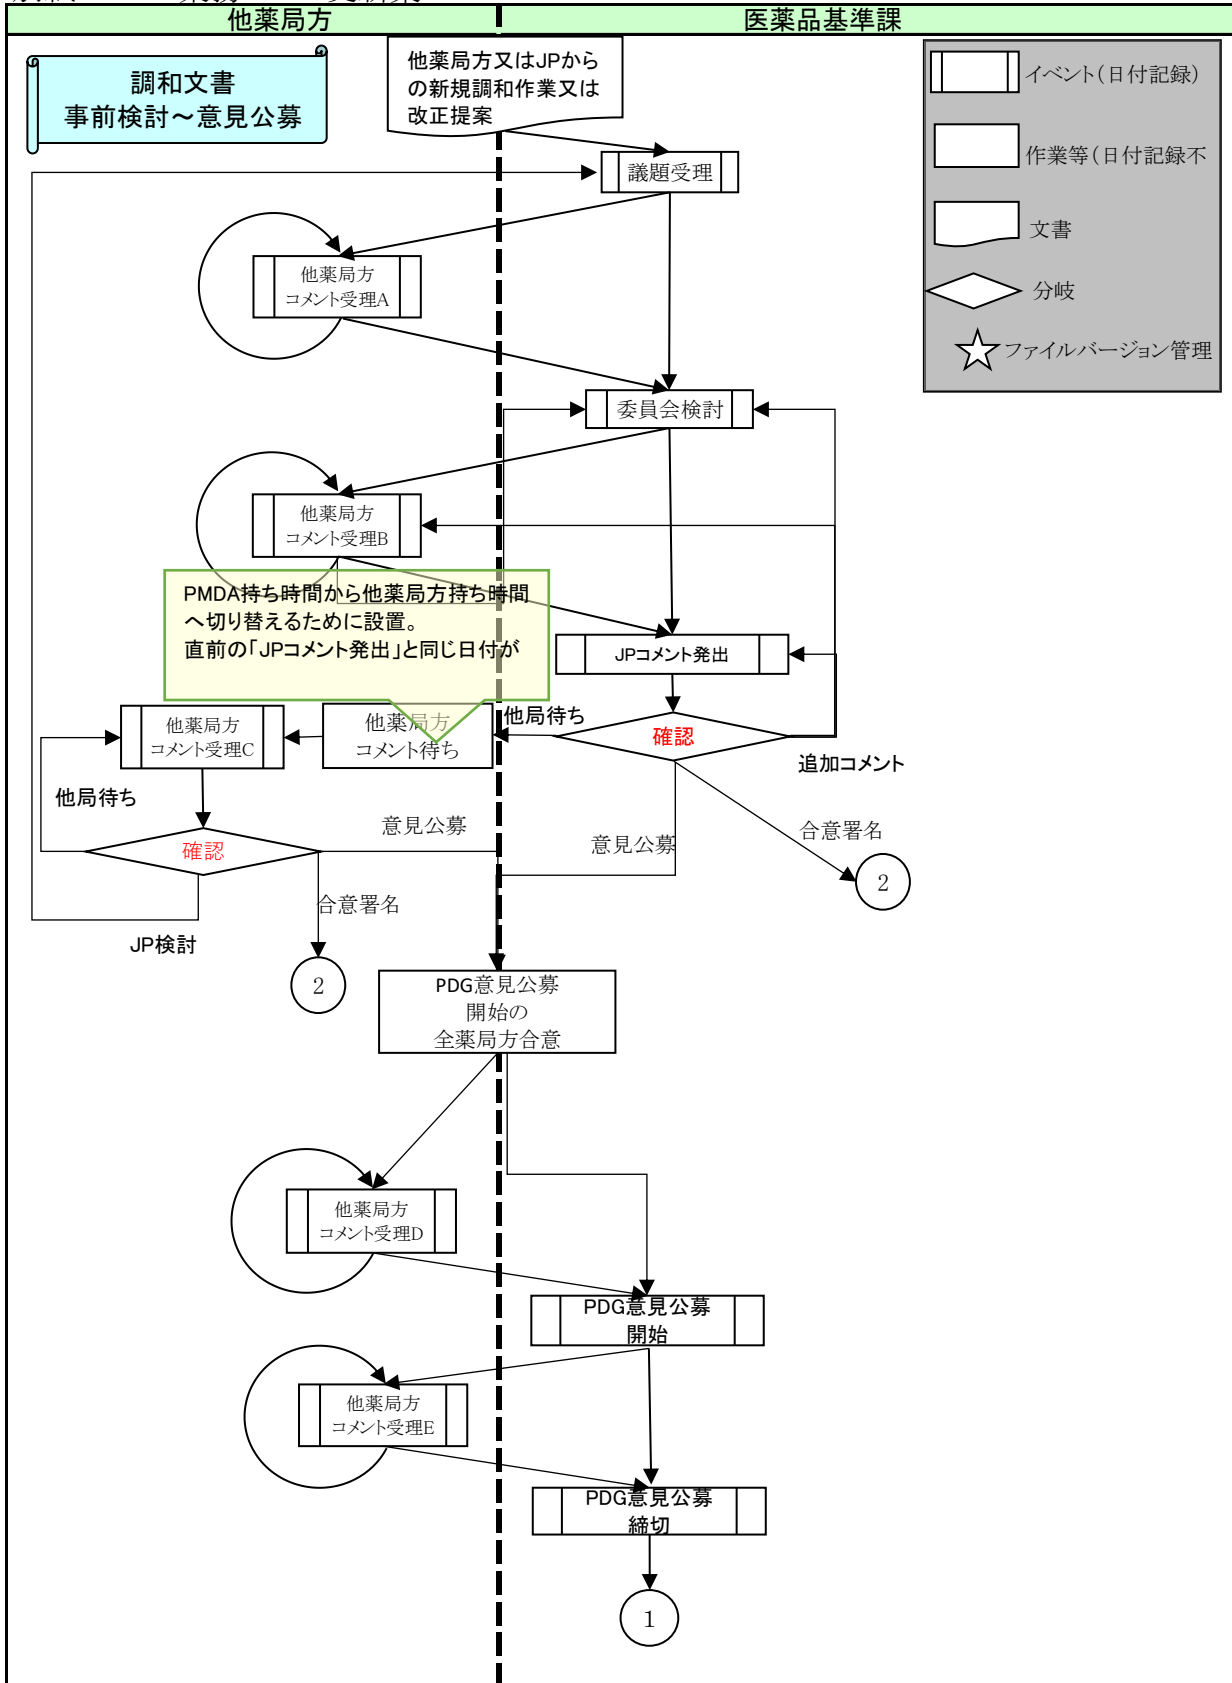 他薬局方
医薬品基準課
調和文書
事前検討～意見公募
他薬局方又はJPから
の新規調和作業又は
改正提案
イベント(日付記録)
作業等(日付記録不
文書
分岐
ファイルバージョン管理
議題受理
他薬局方
コメント受理A
委員会検討
他薬局方
コメント受理B
PMDA持ち時間から他薬局方持ち時間
へ切り替えるために設置。
直前の「JPコメント発出」と同じ日付が
JPコメント発出
他薬局方
コメント受理C
他薬局方
コメント待ち
他局待ち
確認
追加コメント
他局待ち
確認
意見公募
意見公募
合意署名
2
合意署名
JP検討
2
PDG意見公募
開始の
全薬局方合意
他薬局方
コメント受理D
PDG意見公募
開始
他薬局方
コメント受理E
PDG意見公募
締切
1